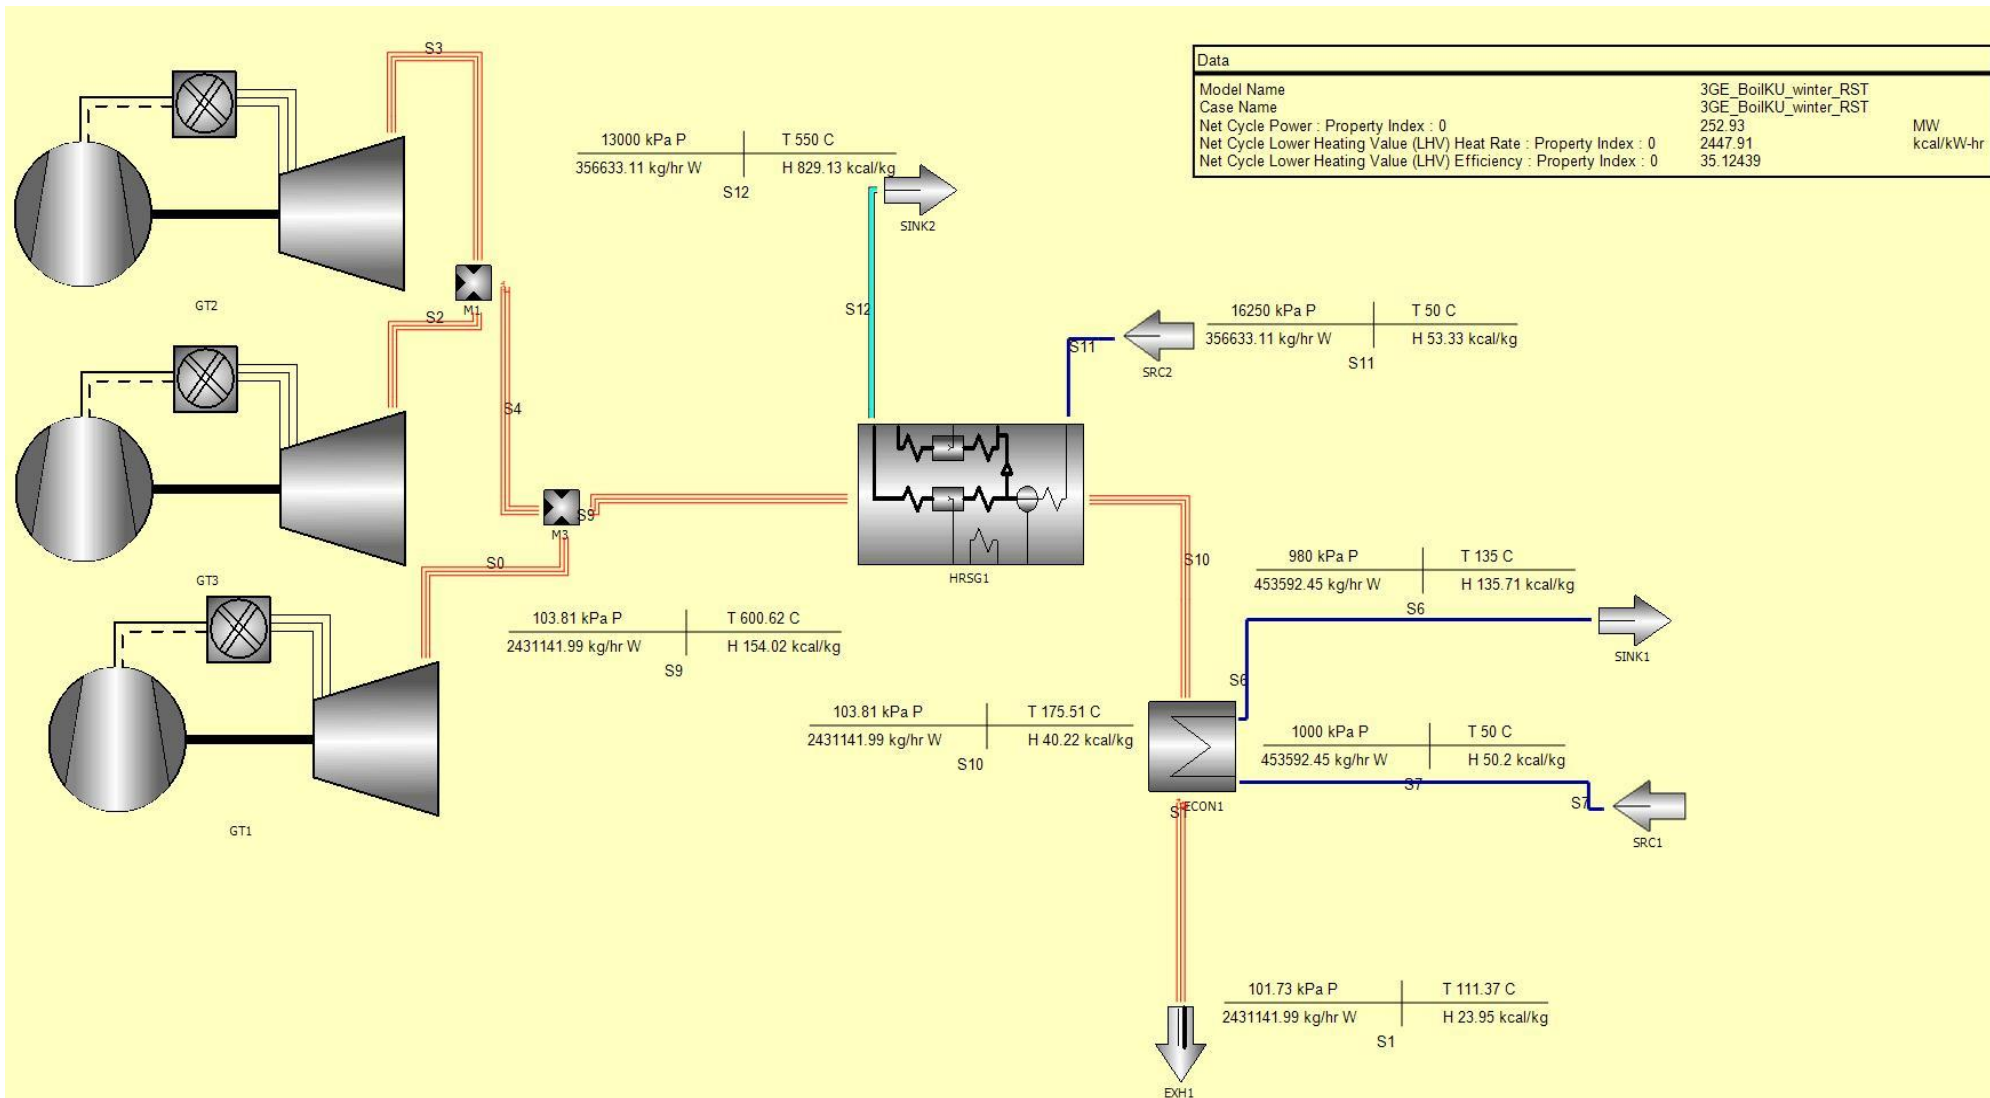 S3
Data
Model Name 3GE_BoilKU_winter_RST
Case Name 3GE_BoilKU_winter_RST
Net Cycle Power : Property Index : 0 252.93 MW
Net Cycle Lower Heating Value (LHV) Heat Rate : Property Index : 0 2447.91 kcal/kW-hr
Net Cycle Lower Heating Value (LHV) Efficiency : Property Index : 0 35.12439
13000 kPa P T 550 C
356633.11 kg/hr W H 829.13 kcal/kg
S12
SINK2
GT2
M1
S2
S12
16250 kPa P T 50 C
356633.11 kg/hr W H 53.33 kcal/kg
S11
S11
SRC2
S4
S9
M3
S0
GT3
HRSG1
S10
980 kPa P T 135 C
453592.45 kg/hr W H 135.71 kcal/kg
S6
SINK1
103.81 kPa P T 600.62 C
2431141.99 kg/hr W H 154.02 kcal/kg
S9
S6
103.81 kPa P T 175.51 C
2431141.99 kg/hr W H 40.22 kcal/kg
S10
1000 kPa P T 50 C
453592.45 kg/hr W H 50.2 kcal/kg
S7
S7
SRC1
ECON1
S1
GT1
101.73 kPa P T 111.37 C
2431141.99 kg/hr W H 23.95 kcal/kg
S1
EXH1